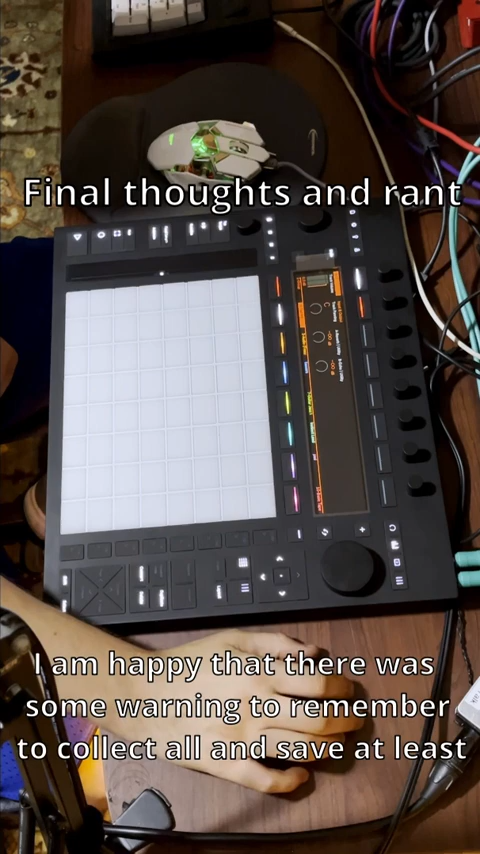 Final thoughts and rant
I am happy that there was
some warning to remember
to collect all and save at least